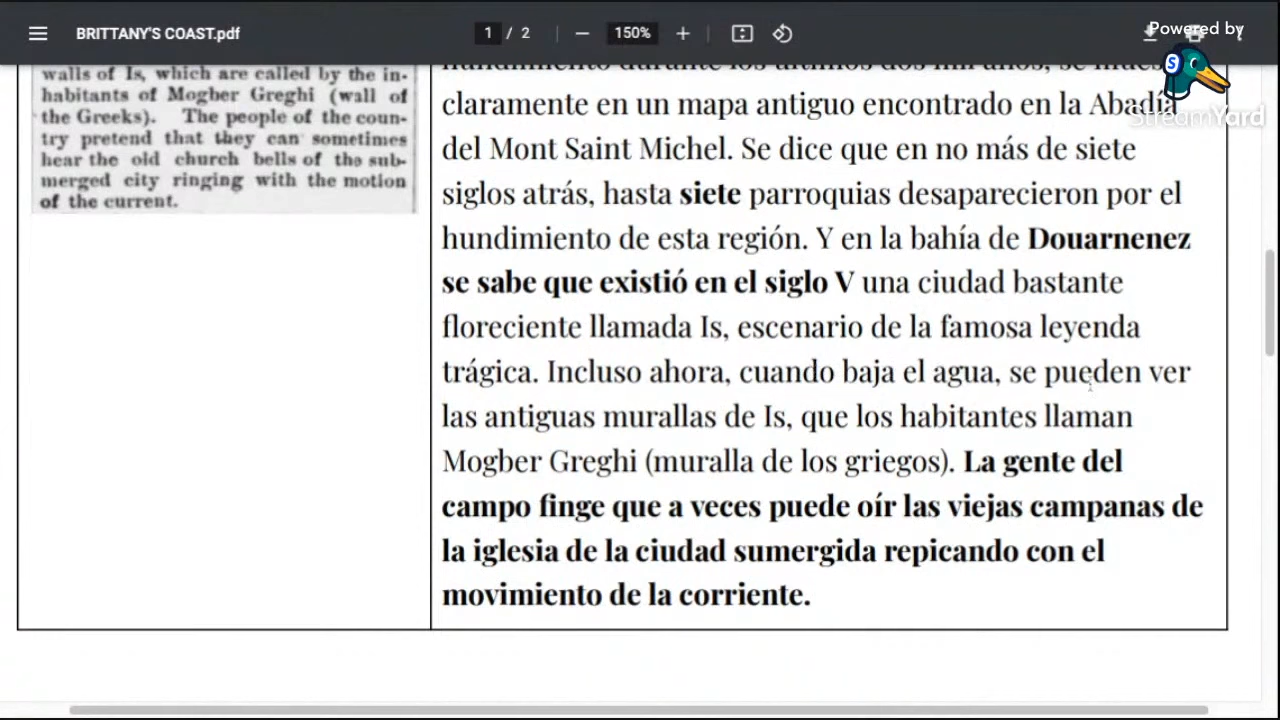 BRITTANY'S COAST.pdf
1 / 2
150%
Powered by
StreamYard
walls of Is, which are called by the in-
habitants of Mogber Greghi (wall of
the Greeks). The people of the coun-
try pretend that they can sometimes
hear the old church bells of the sub-
merged city ringing with the motion
of the current.
hundimiento durante los últimos dos mil años, se
claramente en un mapa antiguo encontrado en la Abadía
del Mont Saint Michel. Se dice que en no más de siete
siglos atrás, hasta siete parroquias desaparecieron por el
hundimiento de esta región. Y en la bahía de Douarnenez
se sabe que existió en el siglo V una ciudad bastante
floreciente llamada Is, escenario de la famosa leyenda
trágica. Incluso ahora, cuando baja el agua, se pueden ver
las antiguas murallas de Is, que los habitantes llaman
Mogber Greghi (muralla de los griegos). La gente del
campo finge que a veces puede oír las viejas campanas de
la iglesia de la ciudad sumergida repicando con el
movimiento de la corriente.